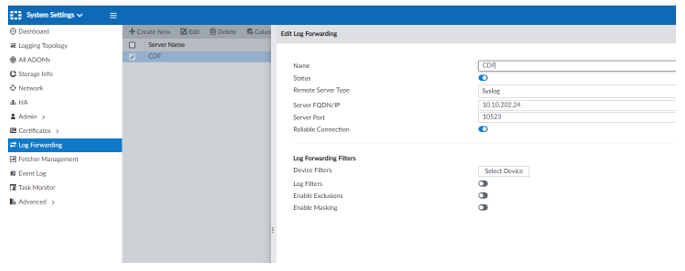 System Settings
Dashboard
Logging Topology
All ADOMs
Storage Info
Network
HA
Admin >
Certificates >
Log Forwarding
Fetcher Management
Event Log
Task Monitor
Advanced >
+ Create New Edit Delete Colum
Server Name
CDF
Edit Log Forwarding
Name CDF
Status
Remote Server Type Syslog
Server FQDN/IP 10.10.202.24
Server Port 10523
Reliable Connection
Log Forwarding Filters
Device Filters Select Device
Log Filters
Enable Exclusions
Enable Masking